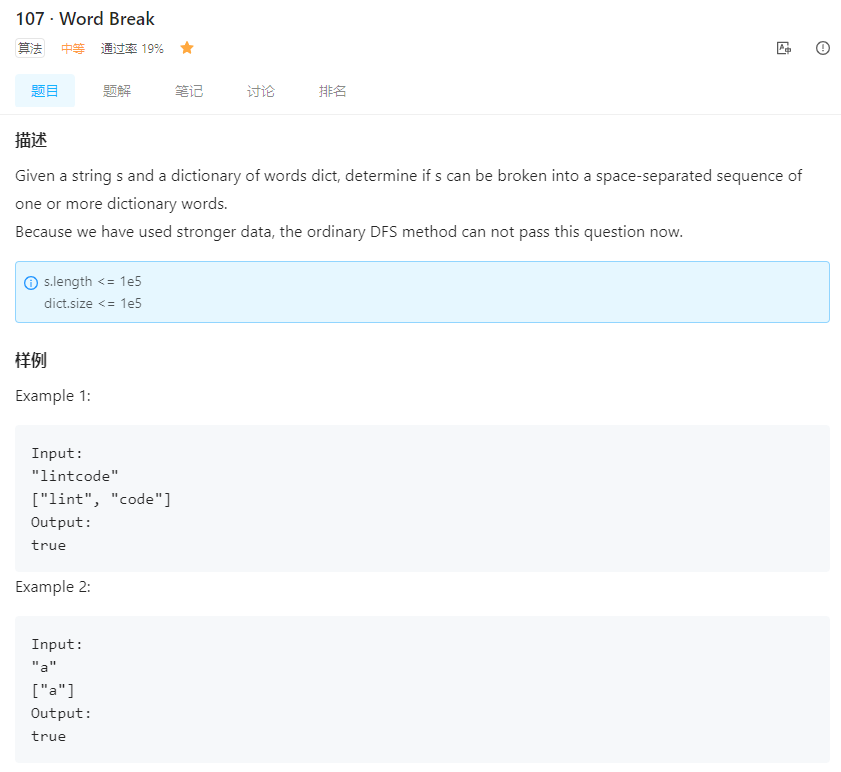 107 · Word Break
算法 中等 通过率 19%
题目 题解 笔记 讨论 排名
描述
Given a string s and a dictionary of words dict, determine if s can be broken into a space-separated sequence of
one or more dictionary words.
Because we have used stronger data, the ordinary DFS method can not pass this question now.
s.length <= 1e5
dict.size <= 1e5
样例
Example 1:
Input:
"lintcode"
["lint", "code"]
Output:
true
Example 2:
Input:
"a"
["a"]
Output:
true